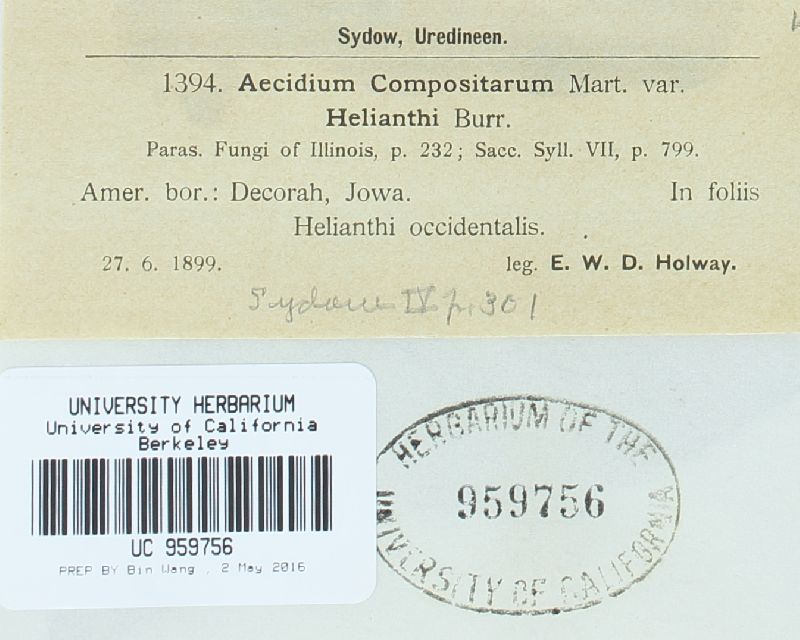 Sydow, Uredineen.
1394. Aecidium Compositarum Mart. var.
Helianthi Burr.
Paras. Fungi of Illinois, p. 232; Sacc. Syll. VII, p. 799.
Amer. bor.: Decorah, Jowa. In foliis
Helianthi occidentalis.
27. 6. 1899. leg. E. W. D. Holway.
Sydow IV p. 301
UNIVERSITY HERBARIUM
University of California
Berkeley
UC 959756
PREP BY Bin Wang . 2 May 2016
HERBARIUM OF THE
959756
UNIVERSITY OF CALIFORNIA